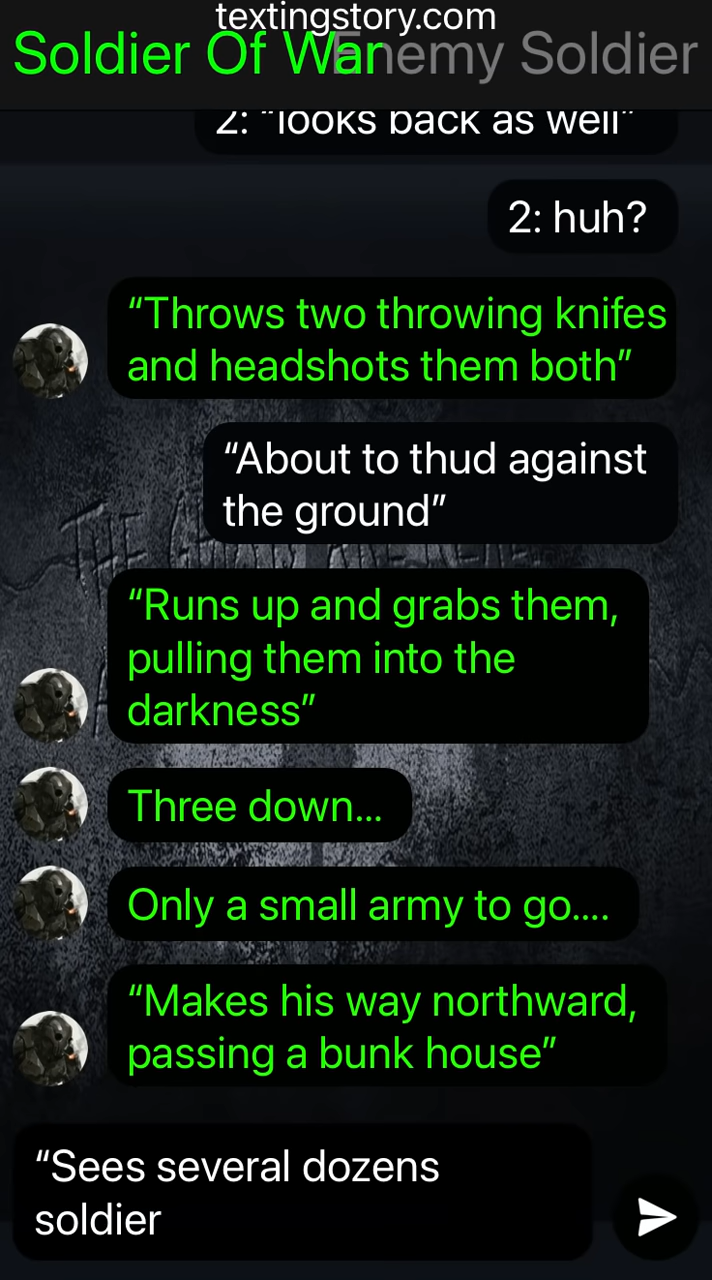 textingstory.com
Soldier Of War
Enemy Soldier
2: “looks back as well”
2: huh?
“Throws two throwing knifes
and headshots them both”
“About to thud against
the ground”
“Runs up and grabs them,
pulling them into the
darkness”
Three down...
Only a small army to go....
“Makes his way northward,
passing a bunk house”
“Sees several dozens
soldier